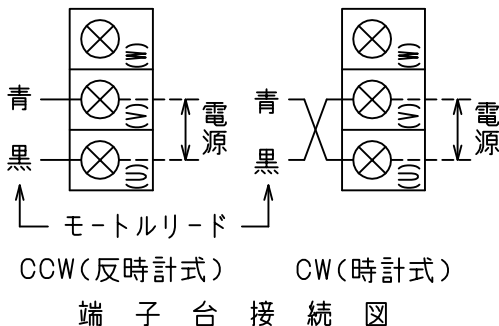 (W) (W)
青 (V) 電源 青 (V) 電源
黒 (U) 黒 (U)
モートルリード
CCW(反時計式) CW(時計式)
端子台接続図